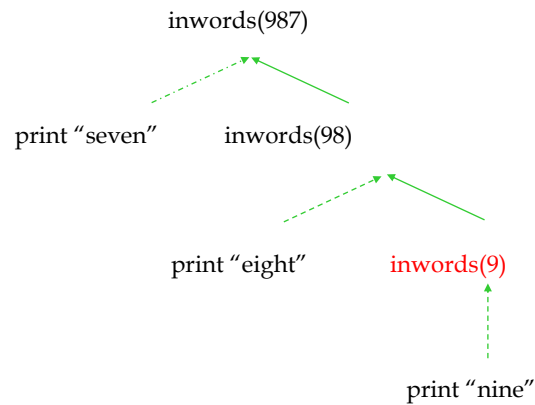 inwords(987)
print “seven”
inwords(98)
print “eight”
inwords(9)
print “nine”